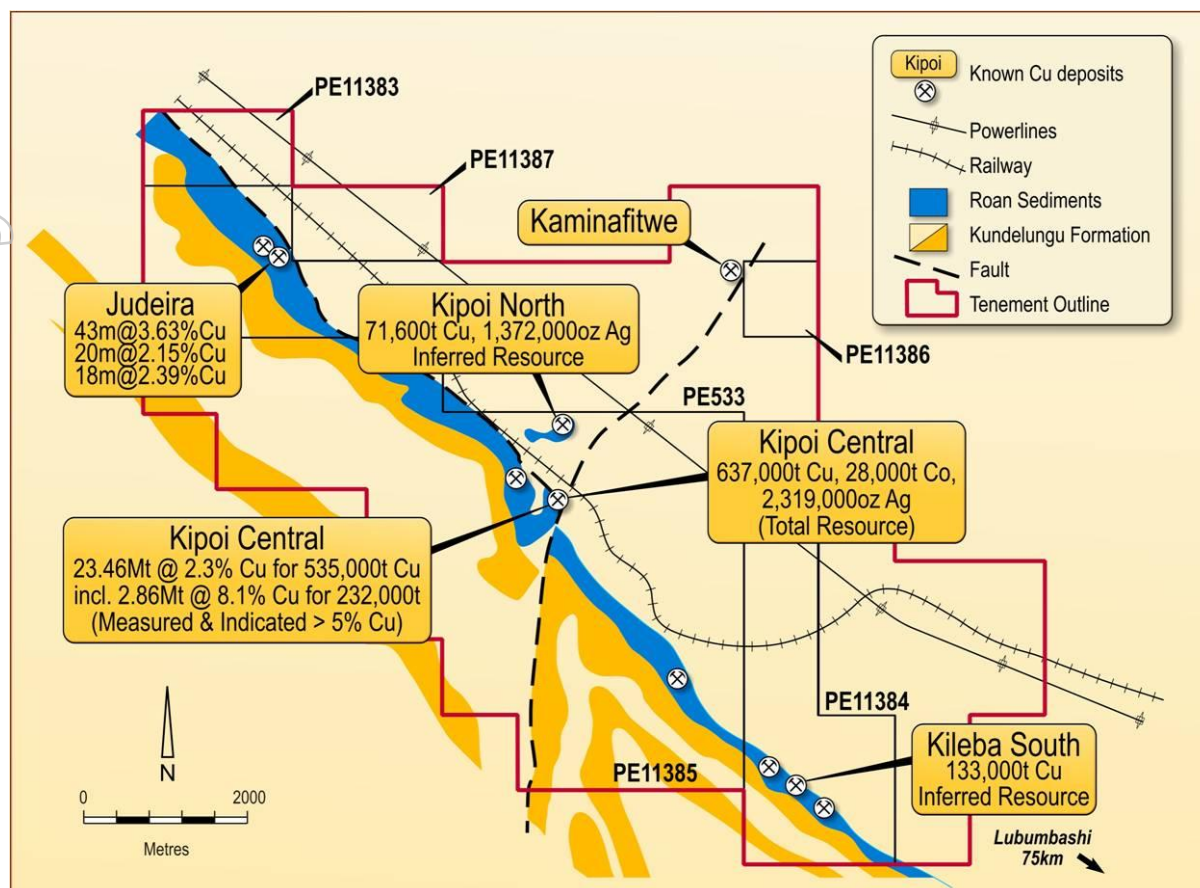 PE11383
PE11387
Kipoi
Known Cu deposits
Powerlines
Railway
Roan Sediments
Kundelungu Formation
Fault
Tenement Outline
Kaminafitwe
Judeira
43m@3.63%Cu
20m@2.15%Cu
18m@2.39%Cu
Kipoi North
71,600t Cu, 1,372,000oz Ag
Inferred Resource
PE11386
PE533
Kipoi Central
637,000t Cu, 28,000t Co,
2,319,000oz Ag
(Total Resource)
Kipoi Central
23.46Mt @ 2.3% Cu for 535,000t Cu
incl. 2.86Mt @ 8.1% Cu for 232,000t
(Measured & Indicated > 5% Cu)
PE11384
Kileba South
133,000t Cu
Inferred Resource
PE11385
N
0 2000
Metres
Lubumbashi
75km